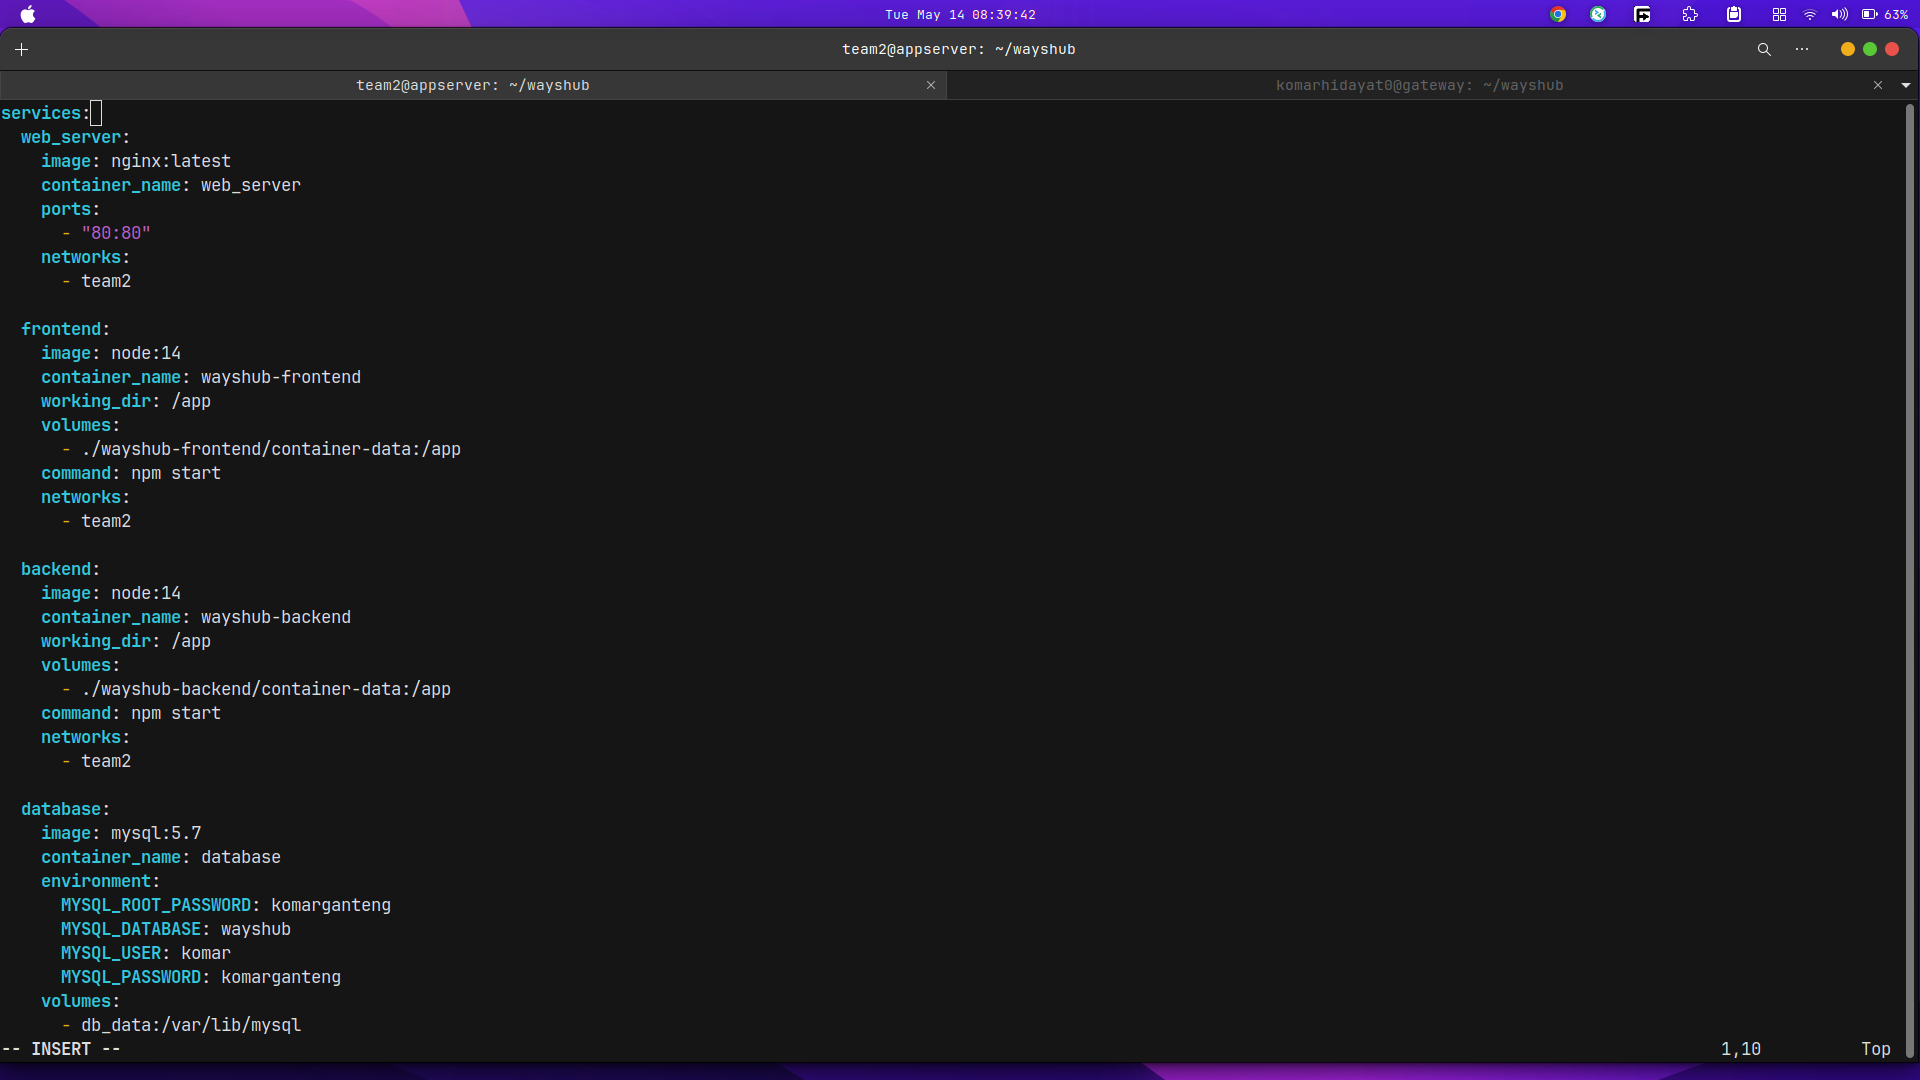 Tue May 14 08:39:42
63%
team2@appserver: ~/wayshub
team2@appserver: ~/wayshub
komarhidayat0@gateway: ~/wayshub
services:
  web_server:
    image: nginx:latest
    container_name: web_server
    ports:
      - "80:80"
    networks:
      - team2

  frontend:
    image: node:14
    container_name: wayshub-frontend
    working_dir: /app
    volumes:
      - ./wayshub-frontend/container-data:/app
    command: npm start
    networks:
      - team2

  backend:
    image: node:14
    container_name: wayshub-backend
    working_dir: /app
    volumes:
      - ./wayshub-backend/container-data:/app
    command: npm start
    networks:
      - team2

  database:
    image: mysql:5.7
    container_name: database
    environment:
      MYSQL_ROOT_PASSWORD: komarganteng
      MYSQL_DATABASE: wayshub
      MYSQL_USER: komar
      MYSQL_PASSWORD: komarganteng
    volumes:
      - db_data:/var/lib/mysql
-- INSERT --
1,10
Top